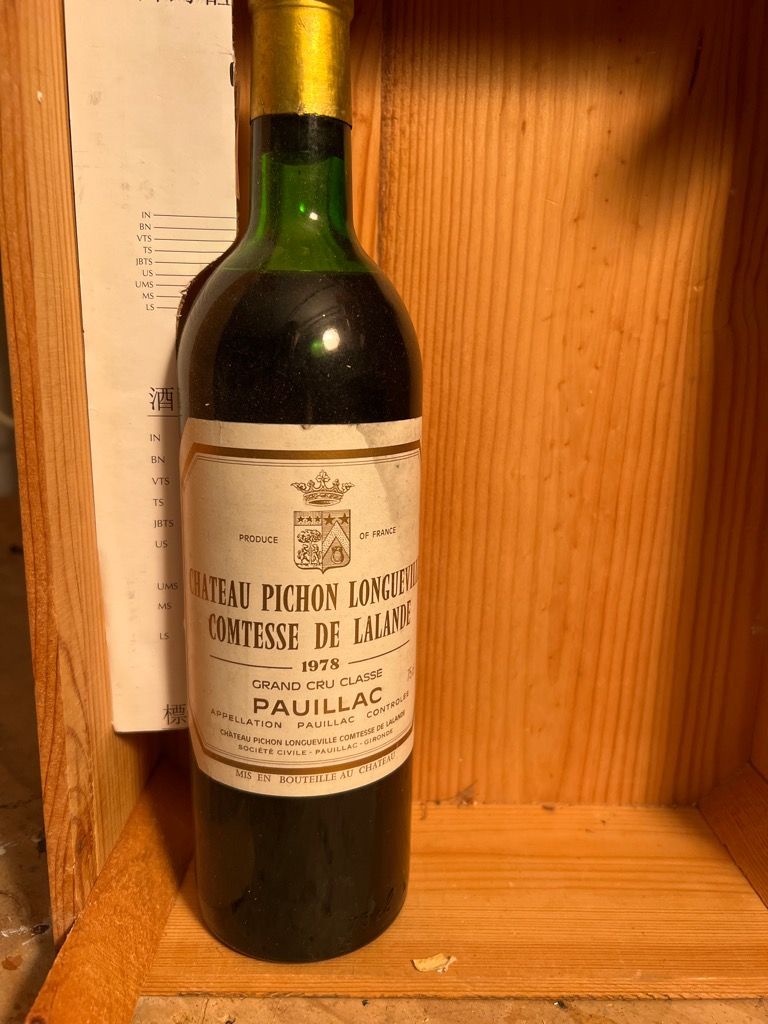 IN
BN
VTS
TS
JBTS
US
UMS
MS
LS
酒
IN
BN
VTS
TS
JBTS
US
UMS
MS
LS
標
PRODUCE OF FRANCE
CHATEAU PICHON LONGUEVILLE
COMTESSE DE LALANDE
1978
GRAND CRU CLASSE
PAUILLAC
APPELLATION PAUILLAC CONTROLEE
CHATEAU PICHON LONGUEVILLE COMTESSE DE LALANDE
SOCIÉTÉ CIVILE - PAUILLAC - GIRONDE
MIS EN BOUTEILLE AU CHATEAU